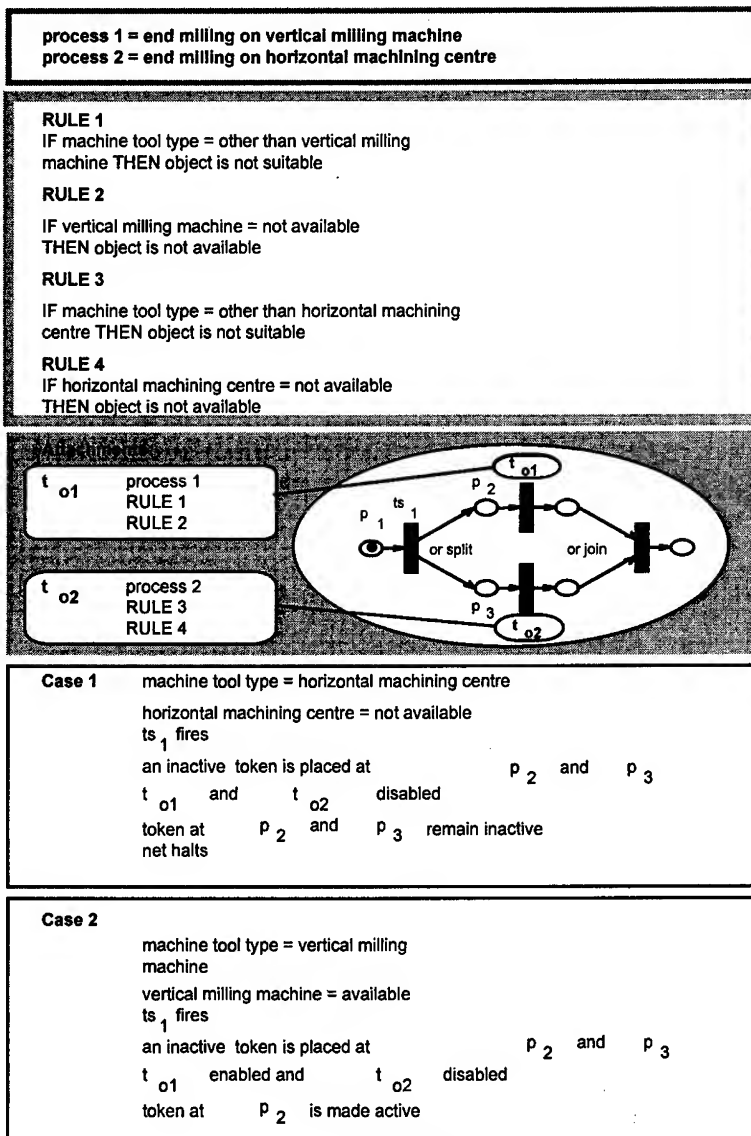 process 1 = end milling on vertical milling machine
process 2 = end milling on horizontal machining centre
RULE 1
IF machine tool type = other than vertical milling
machine THEN object is not suitable
RULE 2
IF vertical milling machine = not available
THEN object is not available
RULE 3
IF machine tool type = other than horizontal machining
centre THEN object is not suitable
RULE 4
IF horizontal machining centre = not available
THEN object is not available
Attachments
t o1 process 1
RULE 1
RULE 2
t o2 process 2
RULE 3
RULE 4
t o1
p 2
p 1 ts 1
or split or join
p 3
t o2
Case 1 machine tool type = horizontal machining centre
horizontal machining centre = not available
ts 1 fires
an inactive token is placed at p 2 and p 3
t o1 and t o2 disabled
token at p 2 and p 3 remain inactive
net halts
Case 2
machine tool type = vertical milling
machine
vertical milling machine = available
ts 1 fires
an inactive token is placed at p 2 and p 3
t o1 enabled and t o2 disabled
token at p 2 is made active